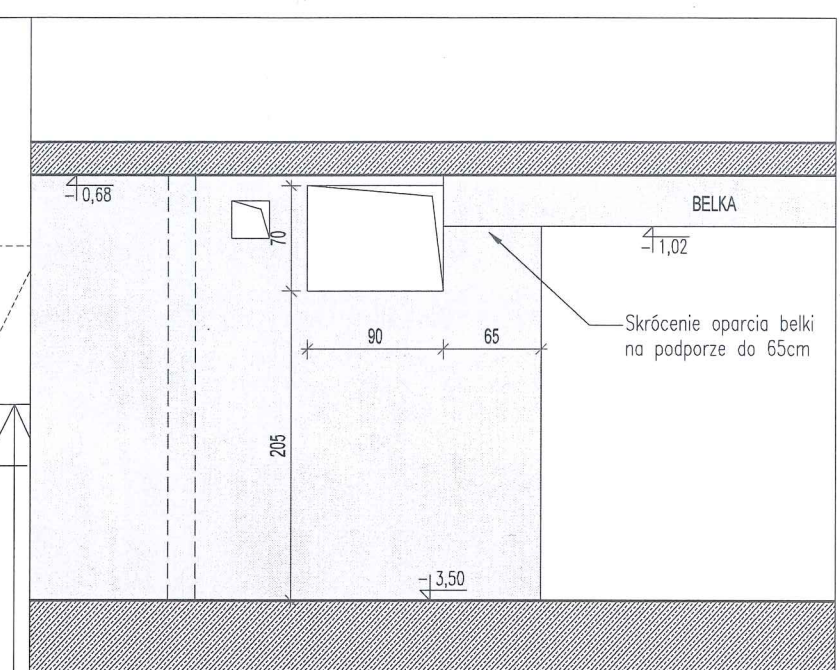 -0,68
BELKA
70
-1,02
Skrócenie oparcia belki
na podporze do 65cm
90
65
205
-3,50